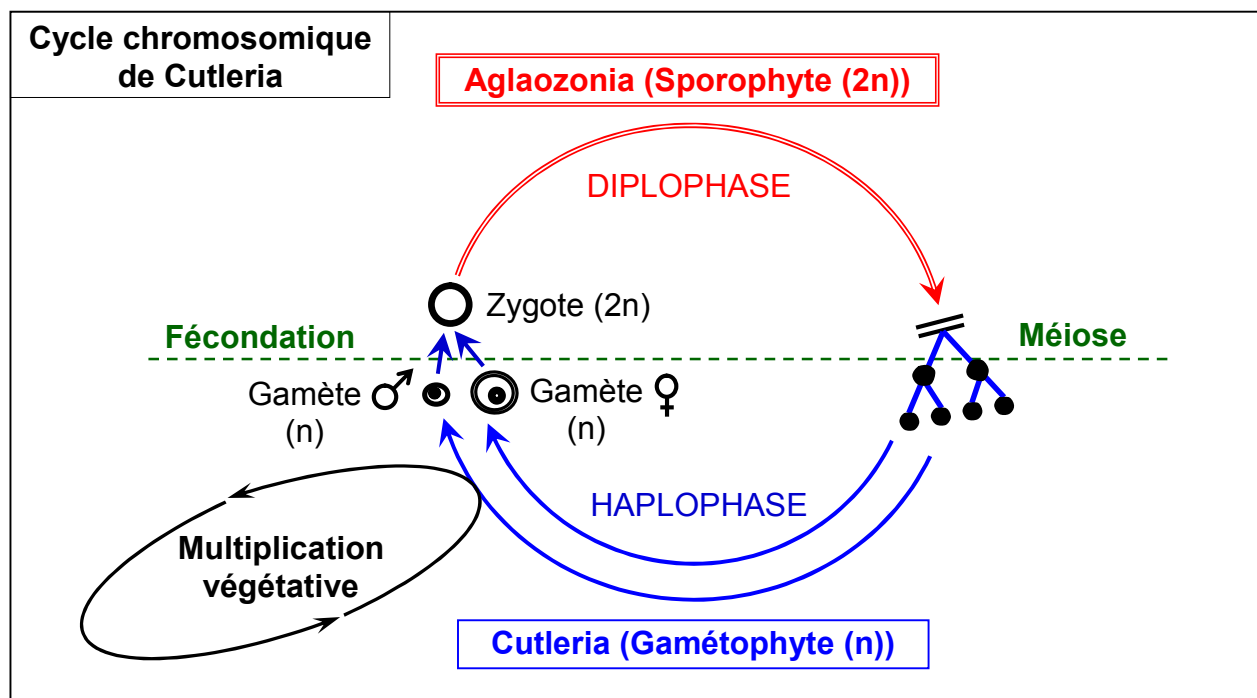 Cycle chromosomique
de Cutleria
Aglaozonia (Sporophyte (2n))
DIPLOPHASE
Zygote (2n)
Fécondation
Méiose
Gamète ♂
(n)
Gamète ♀
(n)
HAPLOPHASE
Multiplication
végétative
Cutleria (Gamétophyte (n))